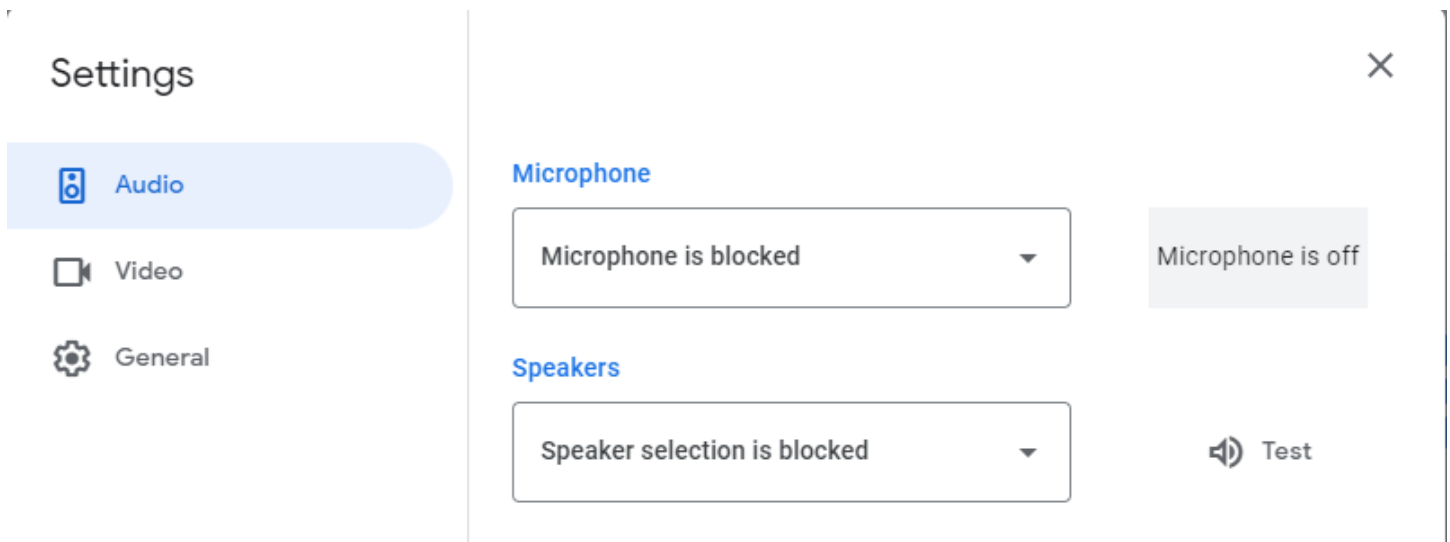 Settings
Audio
Video
General
Microphone
Microphone is blocked
Microphone is off
Speakers
Speaker selection is blocked
Test